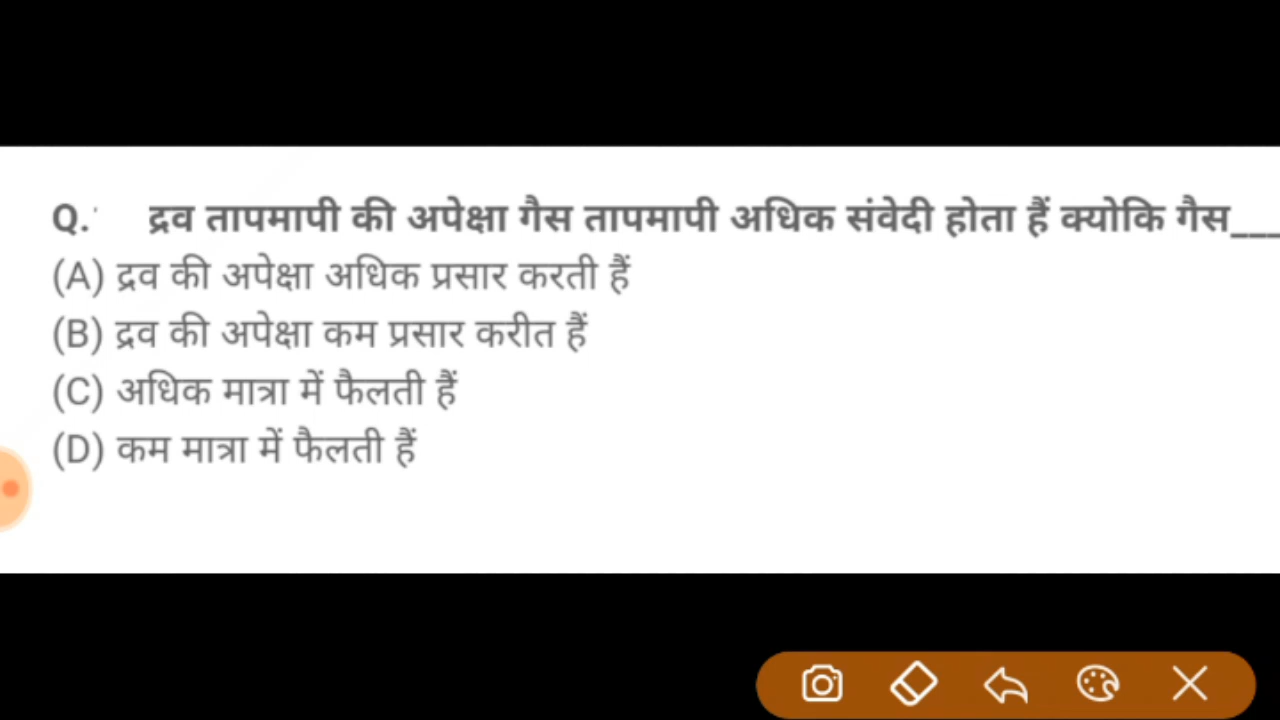 Q. द्रव तापमापी की अपेक्षा गैस तापमापी अधिक संवेदी होता हैं क्योकि गैस___
(A) द्रव की अपेक्षा अधिक प्रसार करती हैं
(B) द्रव की अपेक्षा कम प्रसार करीत हैं
(C) अधिक मात्रा में फैलती हैं
(D) कम मात्रा में फैलती हैं